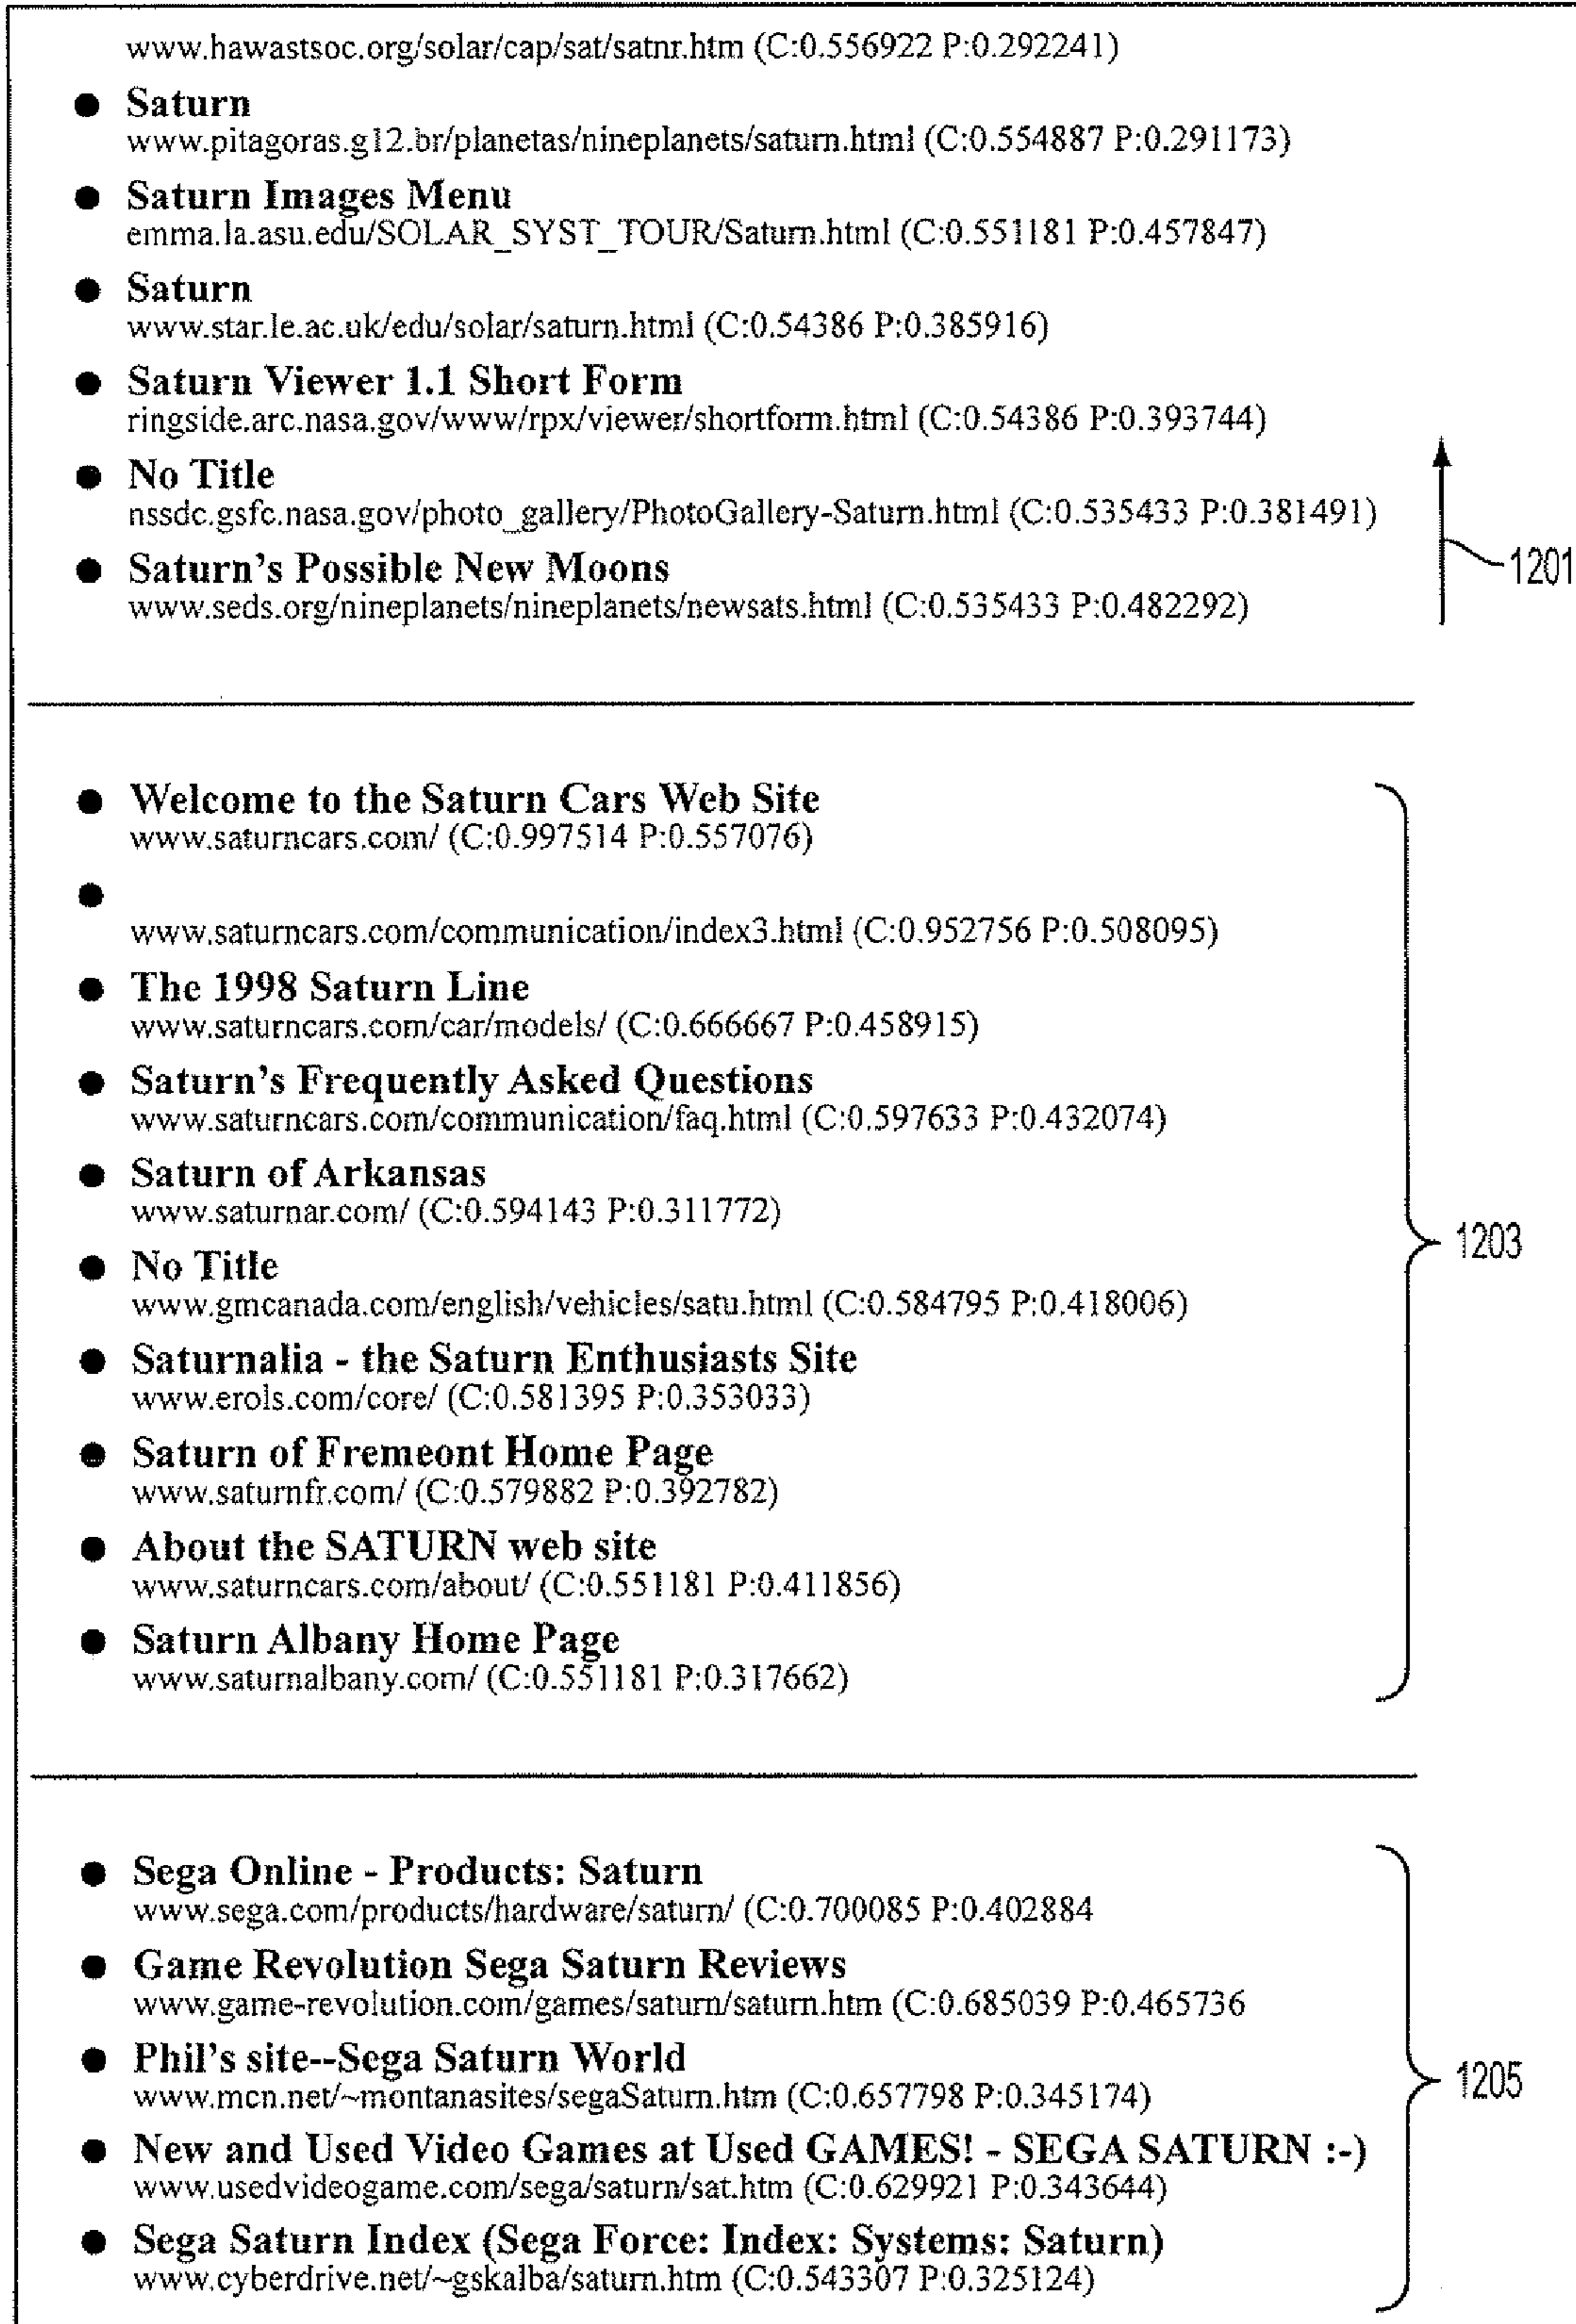 www.hawastsoc.org/solar/cap/sat/satnr.htm (C:0.556922 P:0.292241)
● Saturn
www.pitagoras.g12.br/planetas/nineplanets/saturn.html (C:0.554887 P:0.291173)
● Saturn Images Menu
emma.la.asu.edu/SOLAR_SYST_TOUR/Saturn.html (C:0.551181 P:0.457847)
● Saturn
www.star.le.ac.uk/edu/solar/saturn.html (C:0.54386 P:0.385916)
● Saturn Viewer 1.1 Short Form
ringside.arc.nasa.gov/www/rpx/viewer/shortform.html (C:0.54386 P:0.393744)
● No Title
nssdc.gsfc.nasa.gov/photo_gallery/PhotoGallery-Saturn.html (C:0.535433 P:0.381491)
1201
● Saturn's Possible New Moons
www.seds.org/nineplanets/nineplanets/newsats.html (C:0.535433 P:0.482292)
● Welcome to the Saturn Cars Web Site
www.saturncars.com/ (C:0.997514 P:0.557076)
●
www.saturncars.com/communication/index3.html (C:0.952756 P:0.508095)
● The 1998 Saturn Line
www.saturncars.com/car/models/ (C:0.666667 P:0.458915)
● Saturn's Frequently Asked Questions
www.saturncars.com/communication/faq.html (C:0.597633 P:0.432074)
● Saturn of Arkansas
www.saturnar.com/ (C:0.594143 P:0.311772)
1203
● No Title
www.gmcanada.com/english/vehicles/satu.html (C:0.584795 P:0.418006)
● Saturnalia - the Saturn Enthusiasts Site
www.erols.com/core/ (C:0.581395 P:0.353033)
● Saturn of Fremeont Home Page
www.saturnfr.com/ (C:0.579882 P:0.392782)
● About the SATURN web site
www.saturncars.com/about/ (C:0.551181 P:0.411856)
● Saturn Albany Home Page
www.saturnalbany.com/ (C:0.551181 P:0.317662)
● Sega Online - Products: Saturn
www.sega.com/products/hardware/saturn/ (C:0.700085 P:0.402884
● Game Revolution Sega Saturn Reviews
www.game-revolution.com/games/saturn/saturn.htm (C:0.685039 P:0.465736
● Phil's site--Sega Saturn World
www.mcn.net/~montanasites/segaSaturn.htm (C:0.657798 P:0.345174)
1205
● New and Used Video Games at Used GAMES! - SEGA SATURN :-)
www.usedvideogame.com/sega/saturn/sat.htm (C:0.629921 P:0.343644)
● Sega Saturn Index (Sega Force: Index: Systems: Saturn)
www.cyberdrive.net/~gskalba/saturn.htm (C:0.543307 P:0.325124)